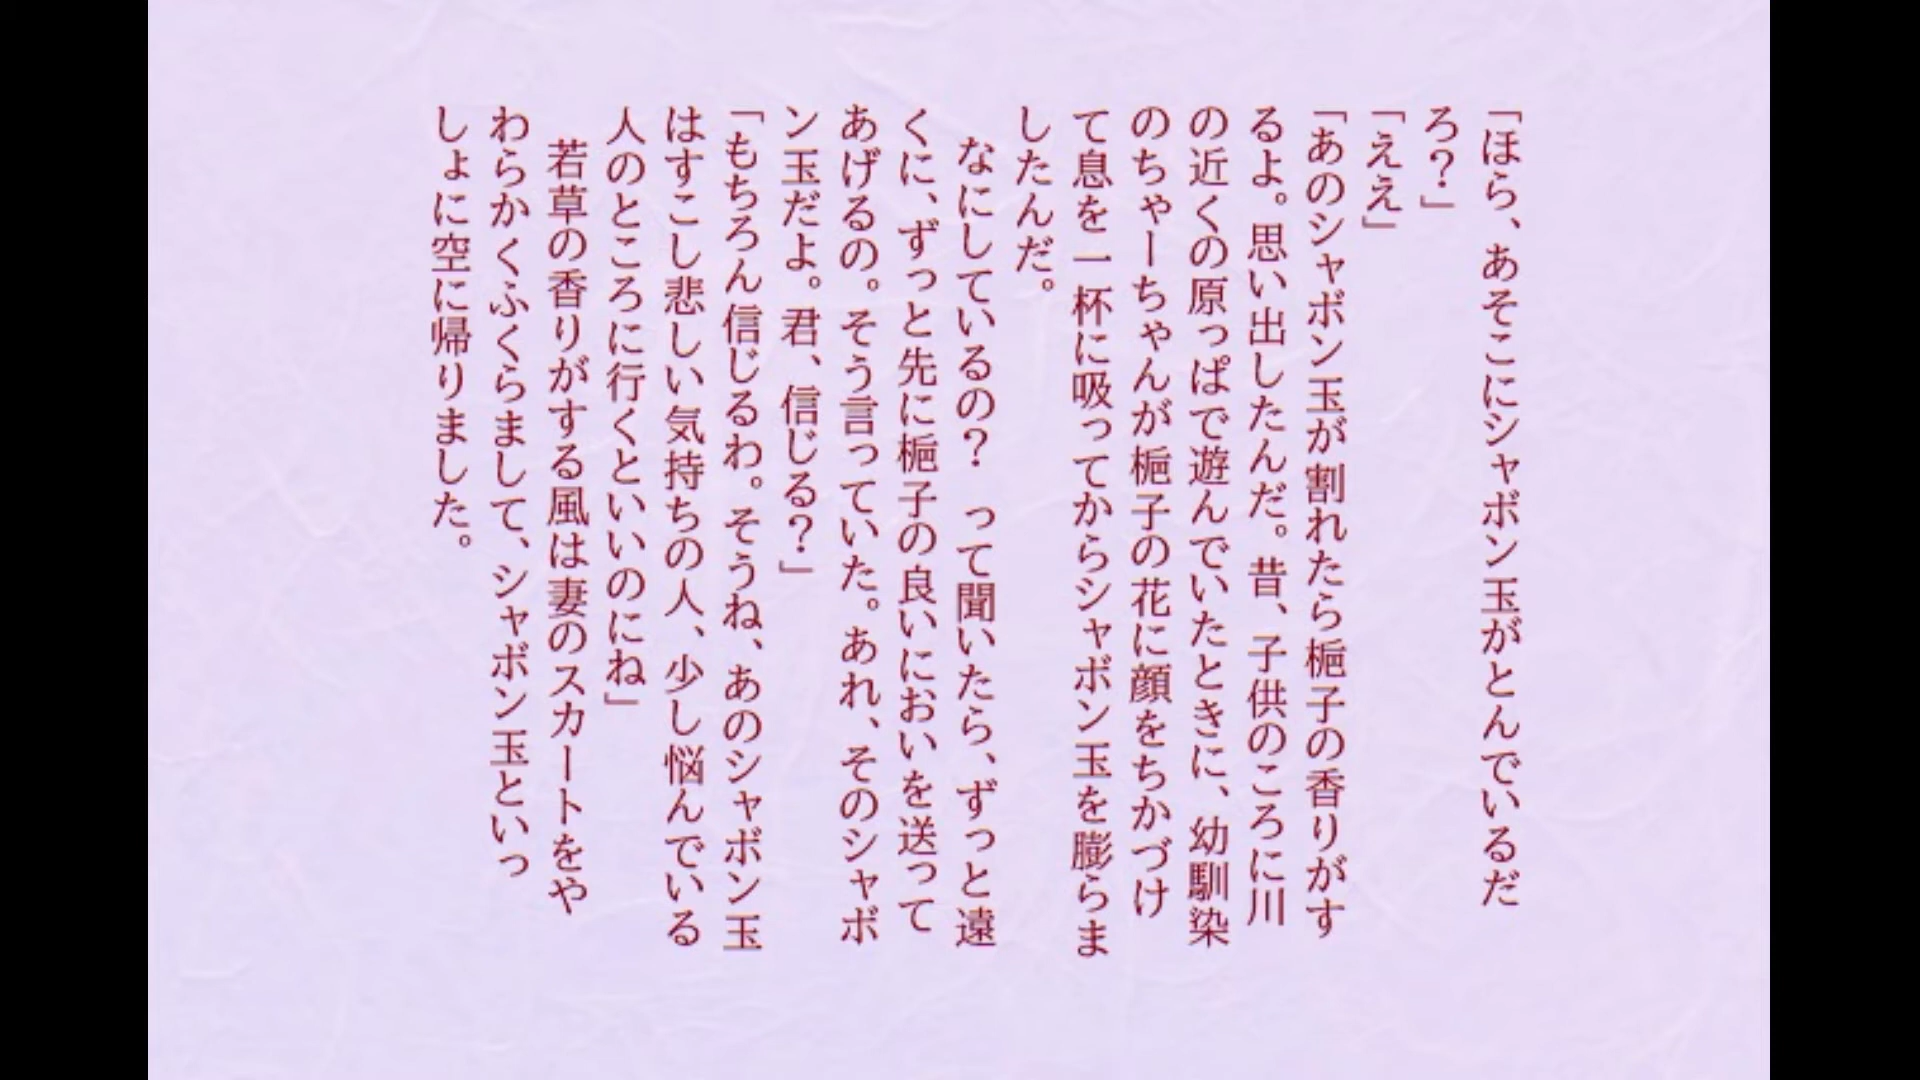 「ほら、あそこにシャボン玉がとんでいるだ
ろ？」
「ええ」
「あのシャボン玉が割れたら梔子の香りがす
るよ。思い出したんだ。昔、子供のころに川
の近くの原っぱで遊んでいたときに、幼馴染
のちゃーちゃんが梔子の花に顔をちかづけ
て息を一杯に吸ってからシャボン玉を膨らま
したんだ。
　なにしているの？　って聞いたら、ずっと遠
くに、ずっと先に梔子の良いにおいを送って
あげるの。そう言っていた。あれ、そのシャボ
ン玉だよ。君、信じる？」
「もちろん信じるわ。そうね、あのシャボン玉
はすこし悲しい気持ちの人、少し悩んでいる
人のところに行くといいのにね」
　若草の香りがする風は妻のスカートをや
わらかくふくらまして、シャボン玉といっ
しょに空に帰りました。